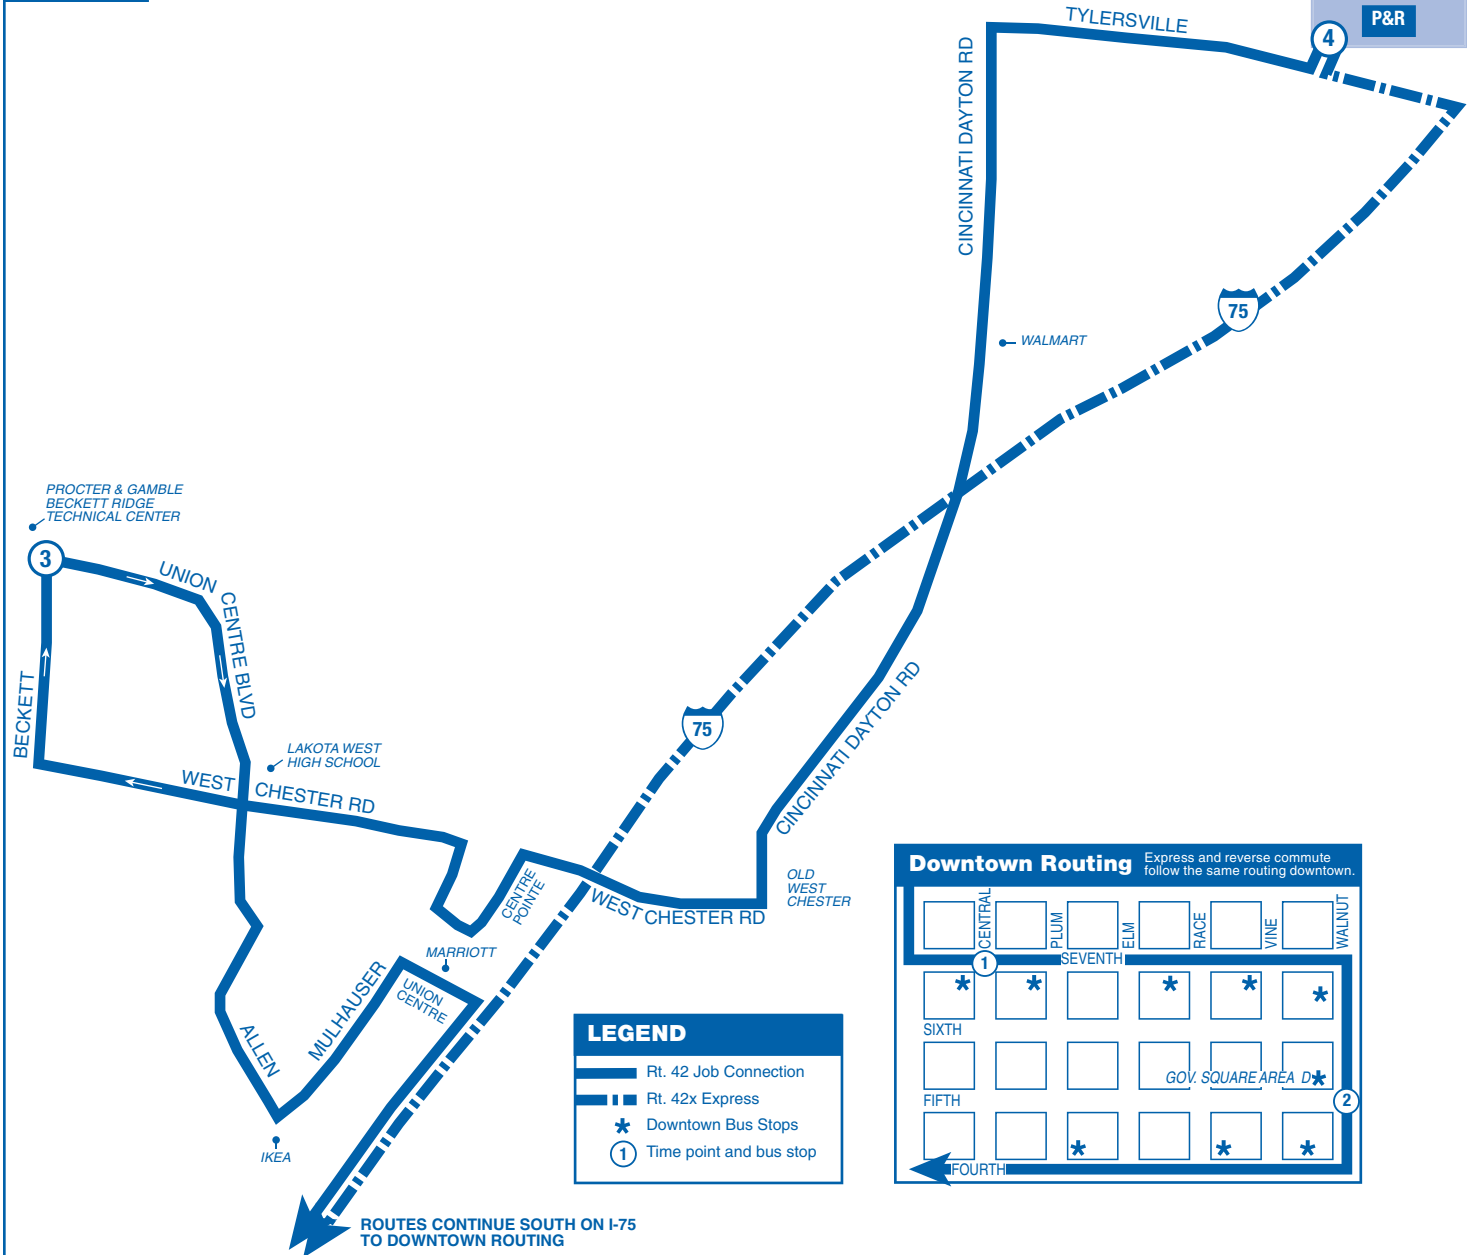 P&R
4
TYLERSVILLE
CINCINNATI DAYTON RD
75
WALMART
PROCTER & GAMBLE
BECKETT RIDGE
TECHNICAL CENTER
3
UNION
CENTRE BLVD
BECKETT
LAKOTA WEST
HIGH SCHOOL
WEST
CHESTER RD
75
CINCINNATI DAYTON RD
CENTRE
POINTE
WEST
CHESTER RD
OLD
WEST
CHESTER
MARRIOTT
UNION
CENTRE
MULHAUSER
ALLEN
IKEA
ROUTES CONTINUE SOUTH ON I-75
TO DOWNTOWN ROUTING
LEGEND
Rt. 42 Job Connection
Rt. 42x Express
* Downtown Bus Stops
1 Time point and bus stop
Downtown Routing
Express and reverse commute
follow the same routing downtown.
CENTRAL
PLUM
ELM
RACE
VINE
WALNUT
1
SEVENTH
* * * * *
SIXTH
GOV. SQUARE AREA D*
FIFTH
2
* * *
FOURTH